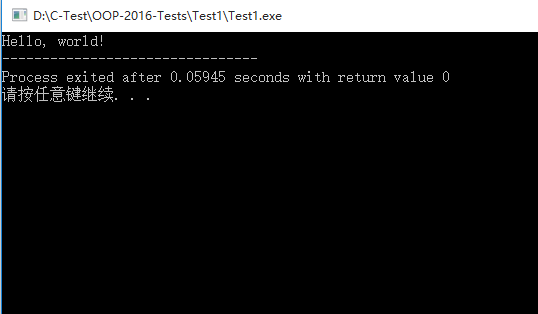 D:\C-Test\OOP-2016-Tests\Test1\Test1.exe
Hello, world!
--------------------------------
Process exited after 0.05945 seconds with return value 0
请按任意键继续. . .